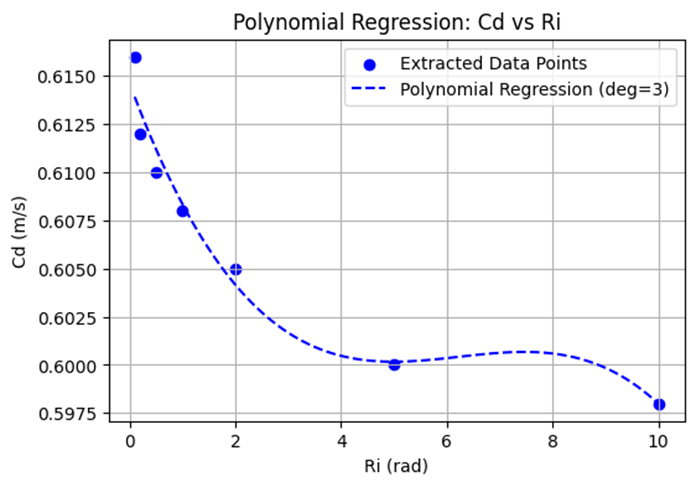 Polynomial Regression: Cd vs Ri
Extracted Data Points
Polynomial Regression (deg=3)
0.6150
0.6125
0.6100
0.6075
0.6050
0.6025
0.6000
0.5975
Cd (m/s)
0 2 4 6 8 10
Ri (rad)